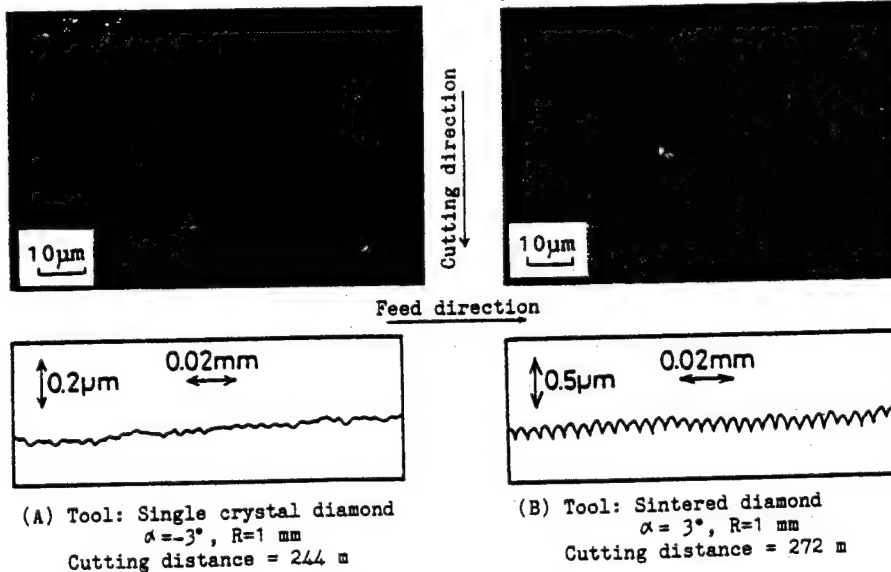 10μm
Cutting direction
10μm
Feed direction
0.2μm
0.02mm
0.5μm
0.02mm
(A) Tool: Single crystal diamond
α=-3°, R=1 mm
Cutting distance = 244 m
(B) Tool: Sintered diamond
α= 3°, R=1 mm
Cutting distance = 272 m